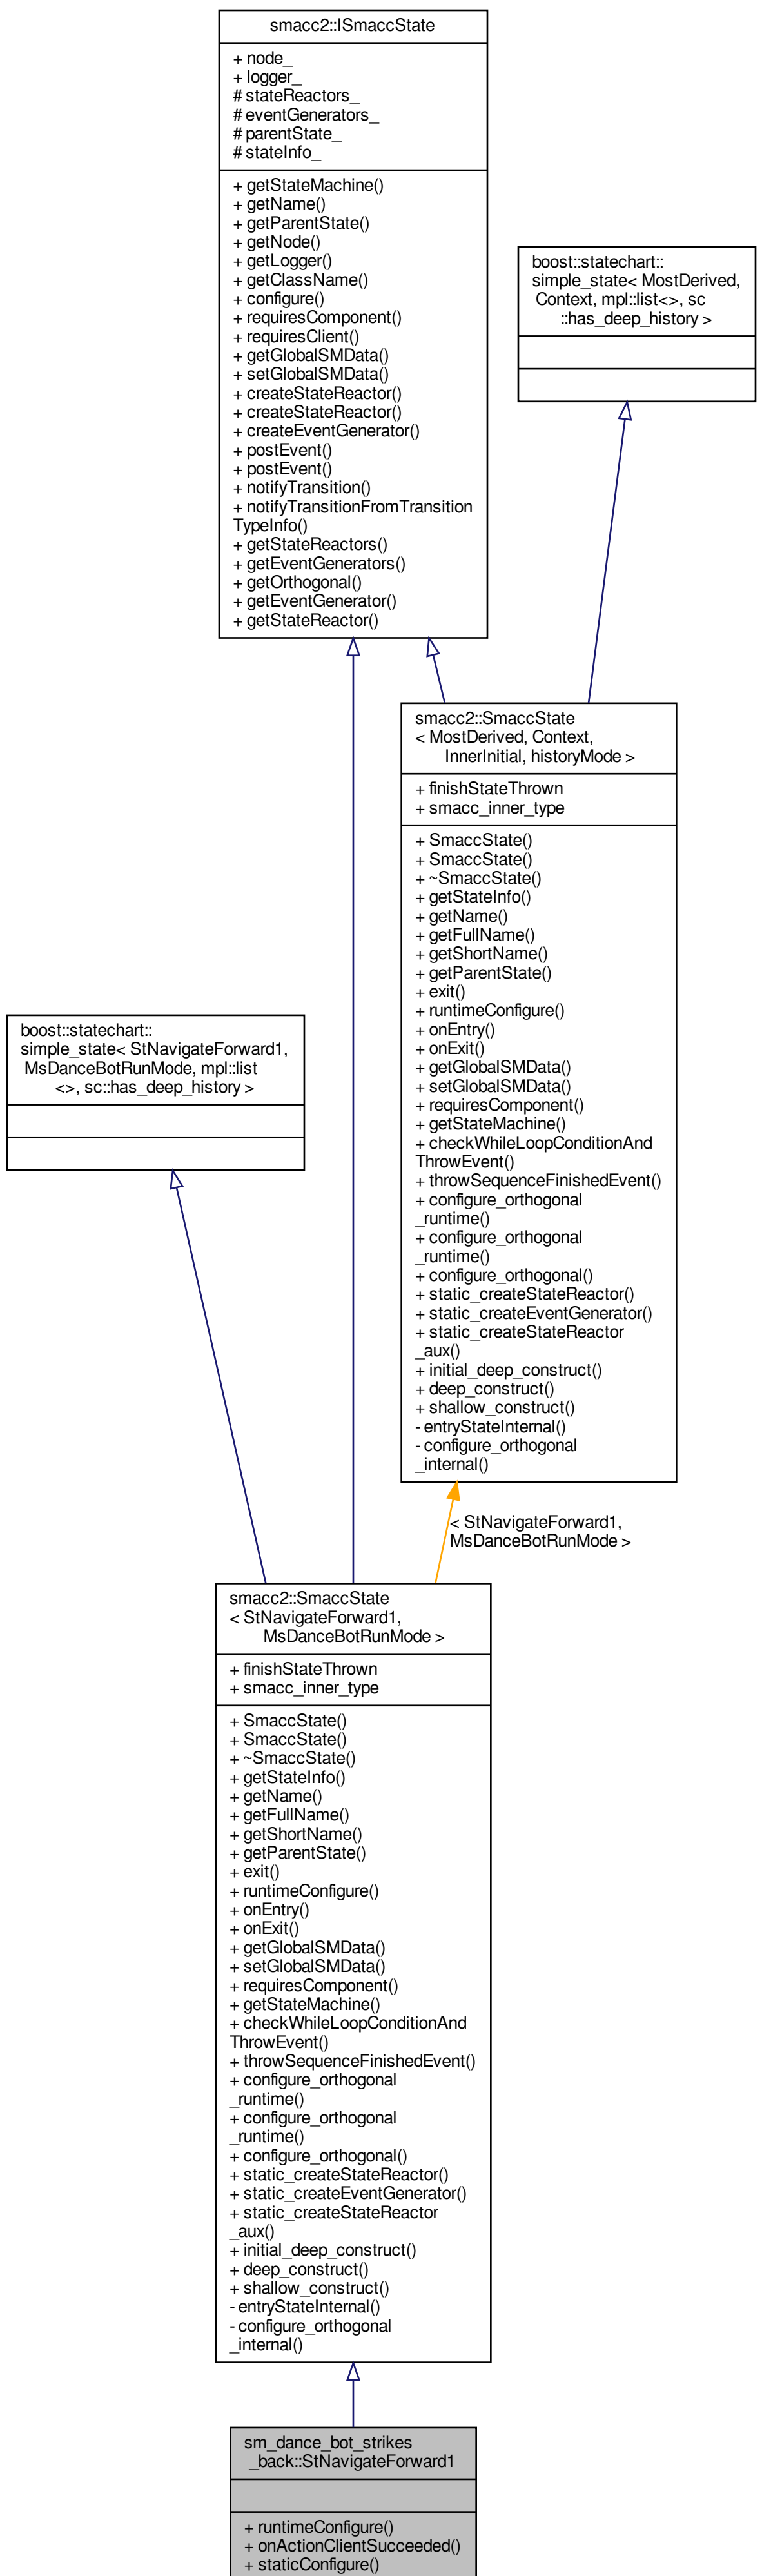 smacc2::ISmaccState
+ node_
+ logger_
# stateReactors_
# eventGenerators_
# parentState_
# stateInfo_
+ getStateMachine()
+ getName()
+ getParentState()
+ getNode()
+ getLogger()
+ getClassName()
+ configure()
+ requiresComponent()
+ requiresClient()
+ getGlobalSMData()
+ setGlobalSMData()
+ createStateReactor()
+ createStateReactor()
+ createEventGenerator()
+ postEvent()
+ postEvent()
+ notifyTransition()
+ notifyTransitionFromTransition
TypeInfo()
+ getStateReactors()
+ getEventGenerators()
+ getOrthogonal()
+ getEventGenerator()
+ getStateReactor()
boost::statechart::
simple_state< MostDerived,
Context, mpl::list<>, sc
::has_deep_history >
smacc2::SmaccState
< MostDerived, Context,
InnerInitial, historyMode >
+ finishStateThrown
+ smacc_inner_type
+ SmaccState()
+ SmaccState()
+ ~SmaccState()
+ getStateInfo()
+ getName()
+ getFullName()
+ getShortName()
+ getParentState()
+ exit()
+ runtimeConfigure()
+ onEntry()
+ onExit()
+ getGlobalSMData()
+ setGlobalSMData()
+ requiresComponent()
+ getStateMachine()
+ checkWhileLoopConditionAnd
ThrowEvent()
+ throwSequenceFinishedEvent()
+ configure_orthogonal
_runtime()
+ configure_orthogonal
_runtime()
+ configure_orthogonal()
+ static_createStateReactor()
+ static_createEventGenerator()
+ static_createStateReactor
_aux()
+ initial_deep_construct()
+ deep_construct()
+ shallow_construct()
- entryStateInternal()
- configure_orthogonal
_internal()
boost::statechart::
simple_state< StNavigateForward1,
MsDanceBotRunMode, mpl::list
<>, sc::has_deep_history >
< StNavigateForward1,
MsDanceBotRunMode >
smacc2::SmaccState
< StNavigateForward1,
MsDanceBotRunMode >
+ finishStateThrown
+ smacc_inner_type
+ SmaccState()
+ SmaccState()
+ ~SmaccState()
+ getStateInfo()
+ getName()
+ getFullName()
+ getShortName()
+ getParentState()
+ exit()
+ runtimeConfigure()
+ onEntry()
+ onExit()
+ getGlobalSMData()
+ setGlobalSMData()
+ requiresComponent()
+ getStateMachine()
+ checkWhileLoopConditionAnd
ThrowEvent()
+ throwSequenceFinishedEvent()
+ configure_orthogonal
_runtime()
+ configure_orthogonal
_runtime()
+ configure_orthogonal()
+ static_createStateReactor()
+ static_createEventGenerator()
+ static_createStateReactor
_aux()
+ initial_deep_construct()
+ deep_construct()
+ shallow_construct()
- entryStateInternal()
- configure_orthogonal
_internal()
sm_dance_bot_strikes
_back::StNavigateForward1
+ runtimeConfigure()
+ onActionClientSucceeded()
+ staticConfigure()